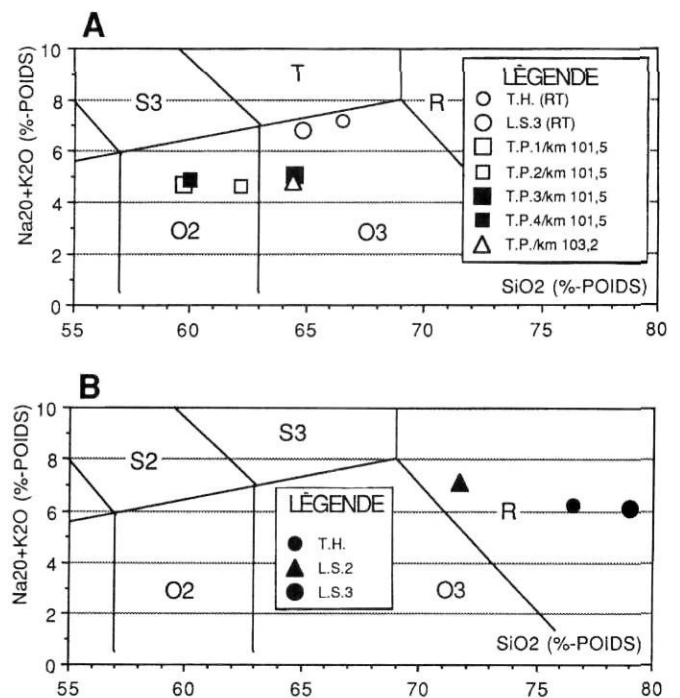 A
Na20+K2O (%-POIDS)
10
8
6
4
2
0
S3
T
R
O2
O3
LĖGENDE
T.H. (RT)
L.S.3 (RT)
T.P.1/km 101,5
T.P.2/km 101,5
T.P.3/km 101,5
T.P.4/km 101,5
T.P./km 103,2
SiO2 (%-POIDS)
55 60 65 70 75 80
B
Na2O+K2O (%-POIDS)
10
8
6
4
2
0
S3
S2
R
O2
O3
LĖGENDE
T.H.
L.S.2
L.S.3
SiO2 (%-POIDS)
55 60 65 70 75 80